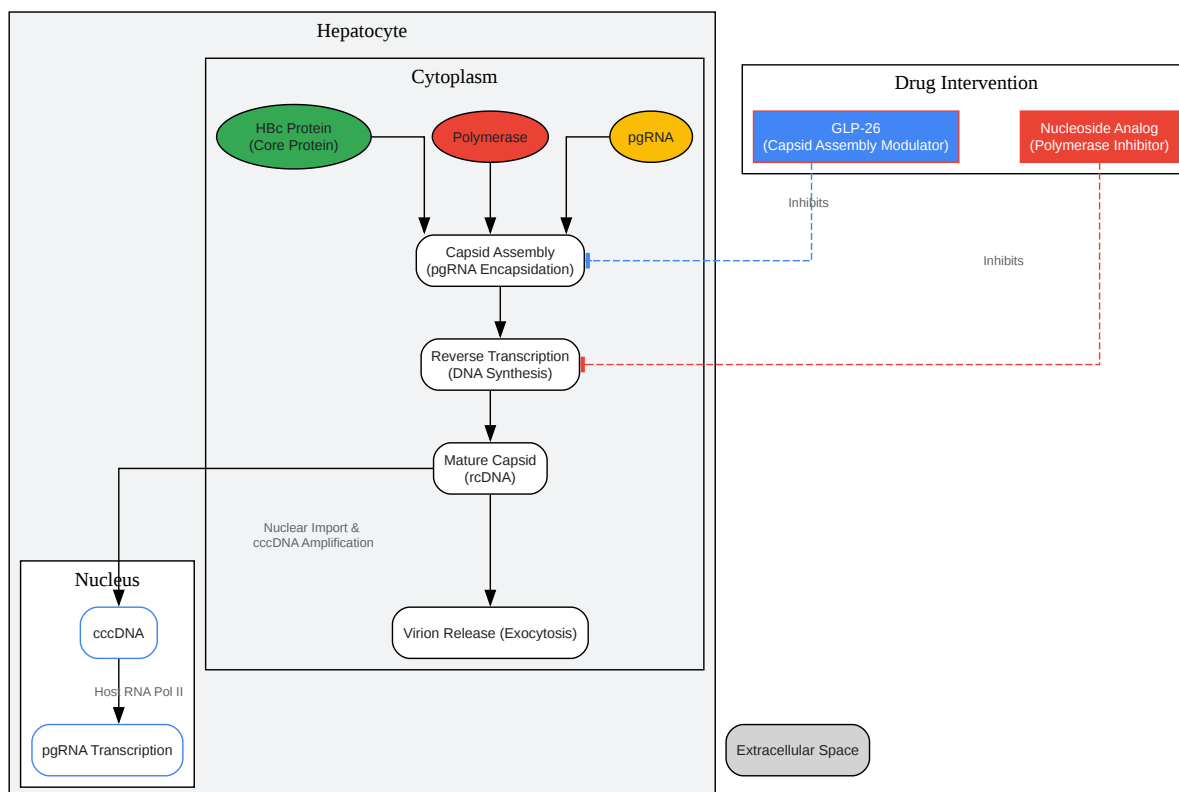 Hepatocyte
Cytoplasm
Drug Intervention
HBc Protein
(Core Protein)
Polymerase
pgRNA
GLP-26
(Capsid Assembly Modulator)
Nucleoside Analog
(Polymerase Inhibitor)
Inhibits
Capsid Assembly
(pgRNA Encapsidation)
Inhibits
Reverse Transcription
(DNA Synthesis)
Mature Capsid
(rcDNA)
Nuclear Import &
cccDNA Amplification
Nucleus
cccDNA
Virion Release (Exocytosis)
Host RNA Pol II
pgRNA Transcription
Extracellular Space